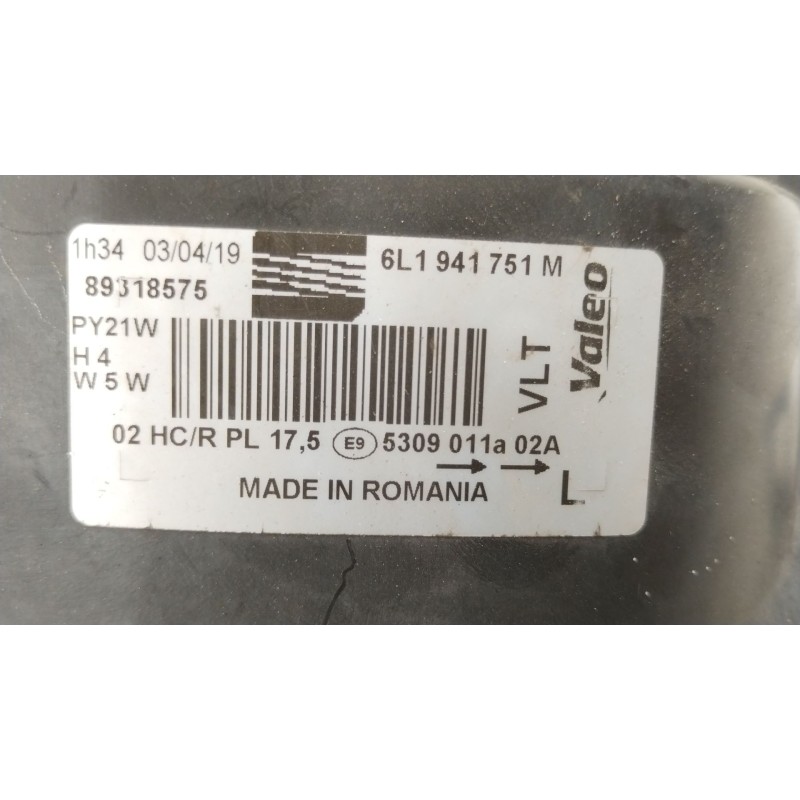 1h34 03/04/19 6L1 941 751 M
89318575
PY21W
H 4
W 5 W
VLT
Valeo
02 HC/R PL 17,5 E9 5309 011a 02A
→ →
MADE IN ROMANIA L